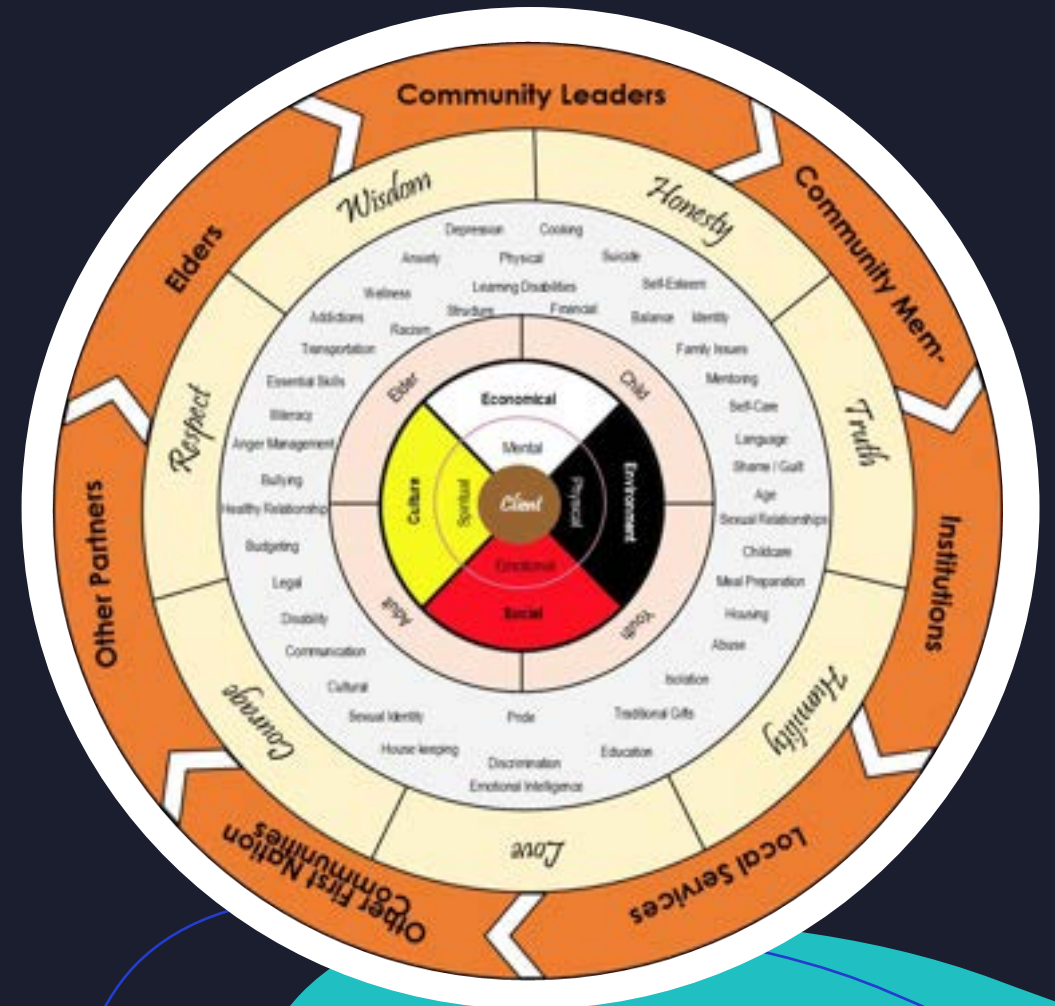 Community Leaders
Community Mem-
Institutions
Local Services
Other First Nation
Communities
Other Partners
Elders
Wisdom
Honesty
Truth
Humility
Love
Courage
Respect
Depression
Cooking
Anxiety
Physical
Suicide
Wellness
Learning Disabilities
Self-Esteem
Addictions
Structure
Financial
Balance
Identity
Racism
Transportation
Family Issues
Essential Skills
Mentoring
Illiteracy
Self-Care
Anger Management
Language
Shame / Guilt
Bullying
Age
Healthy Relationship
Sexual Relationships
Budgeting
Childcare
Legal
Meal Preparation
Disability
Housing
Communication
Abuse
Cultural
Isolation
Sexual Identity
Pride
Traditional Gifts
House keeping
Education
Discrimination
Emotional Intelligence
Elder
Child
Youth
Adult
Economical
Mental
Culture
Spiritual
Client
Physical
Environment
Emotional
Social